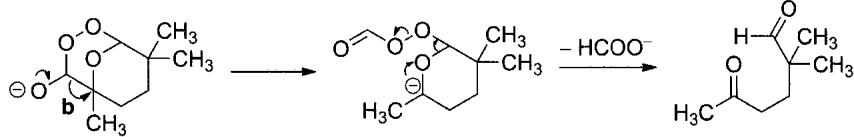 O O CH₃
O O CH₃
⊖ O b
CH₃
O O O CH₃
O CH₃
⊖
H₃C
– HCOO⁻
O
H CH₃
O CH₃
H₃C